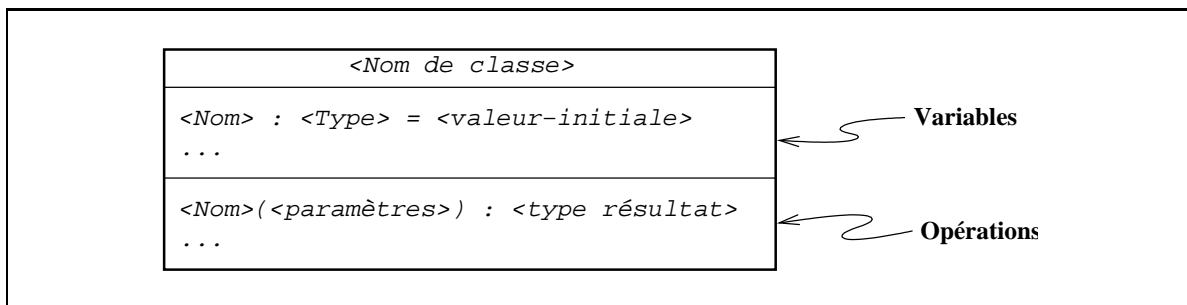 <Nom de classe>
<Nom> : <Type> = <valeur-initiale>
...
Variables
<Nom>(<paramètres>) : <type résultat>
...
Opérations